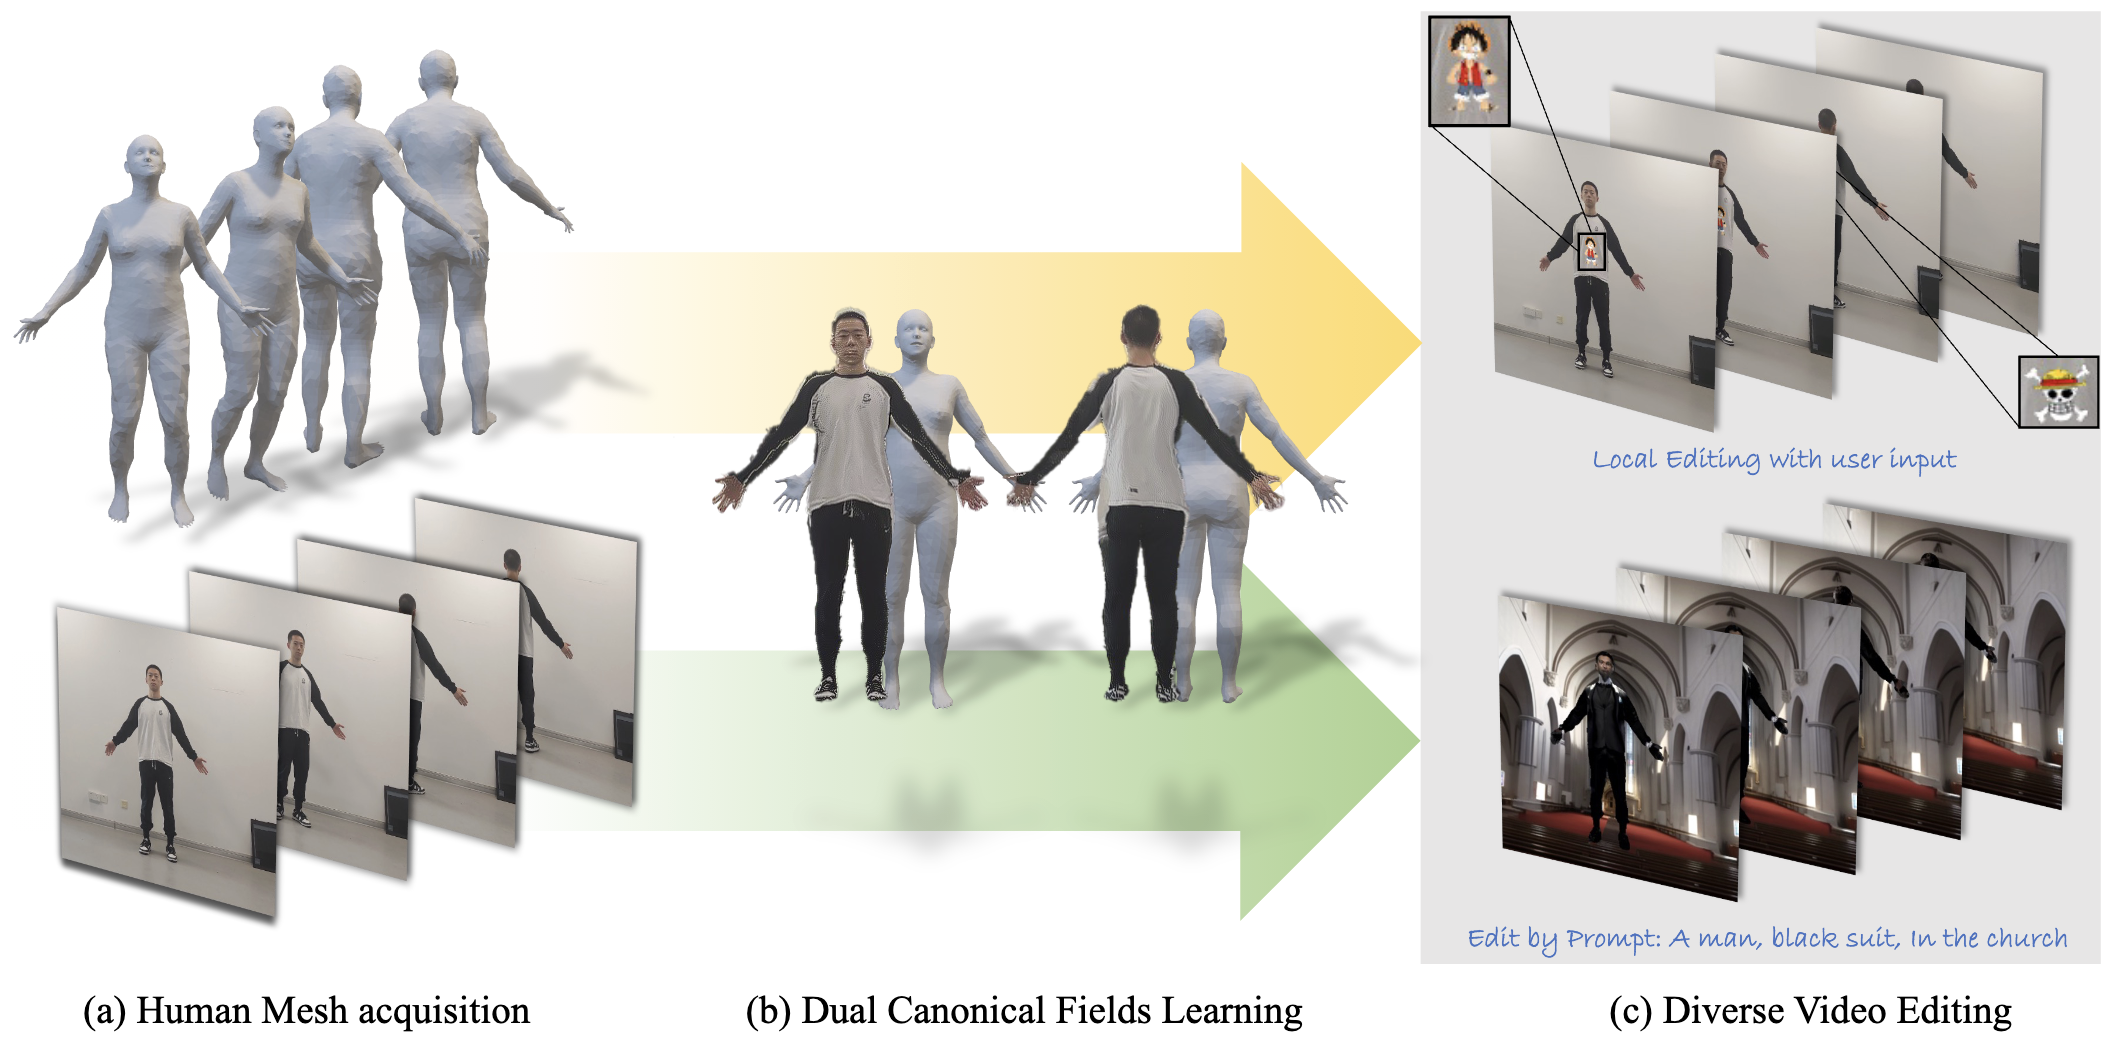 Local Editing with user input
Edit by Prompt: A man, black suit, In the church
(a) Human Mesh acquisition
(b) Dual Canonical Fields Learning
(c) Diverse Video Editing